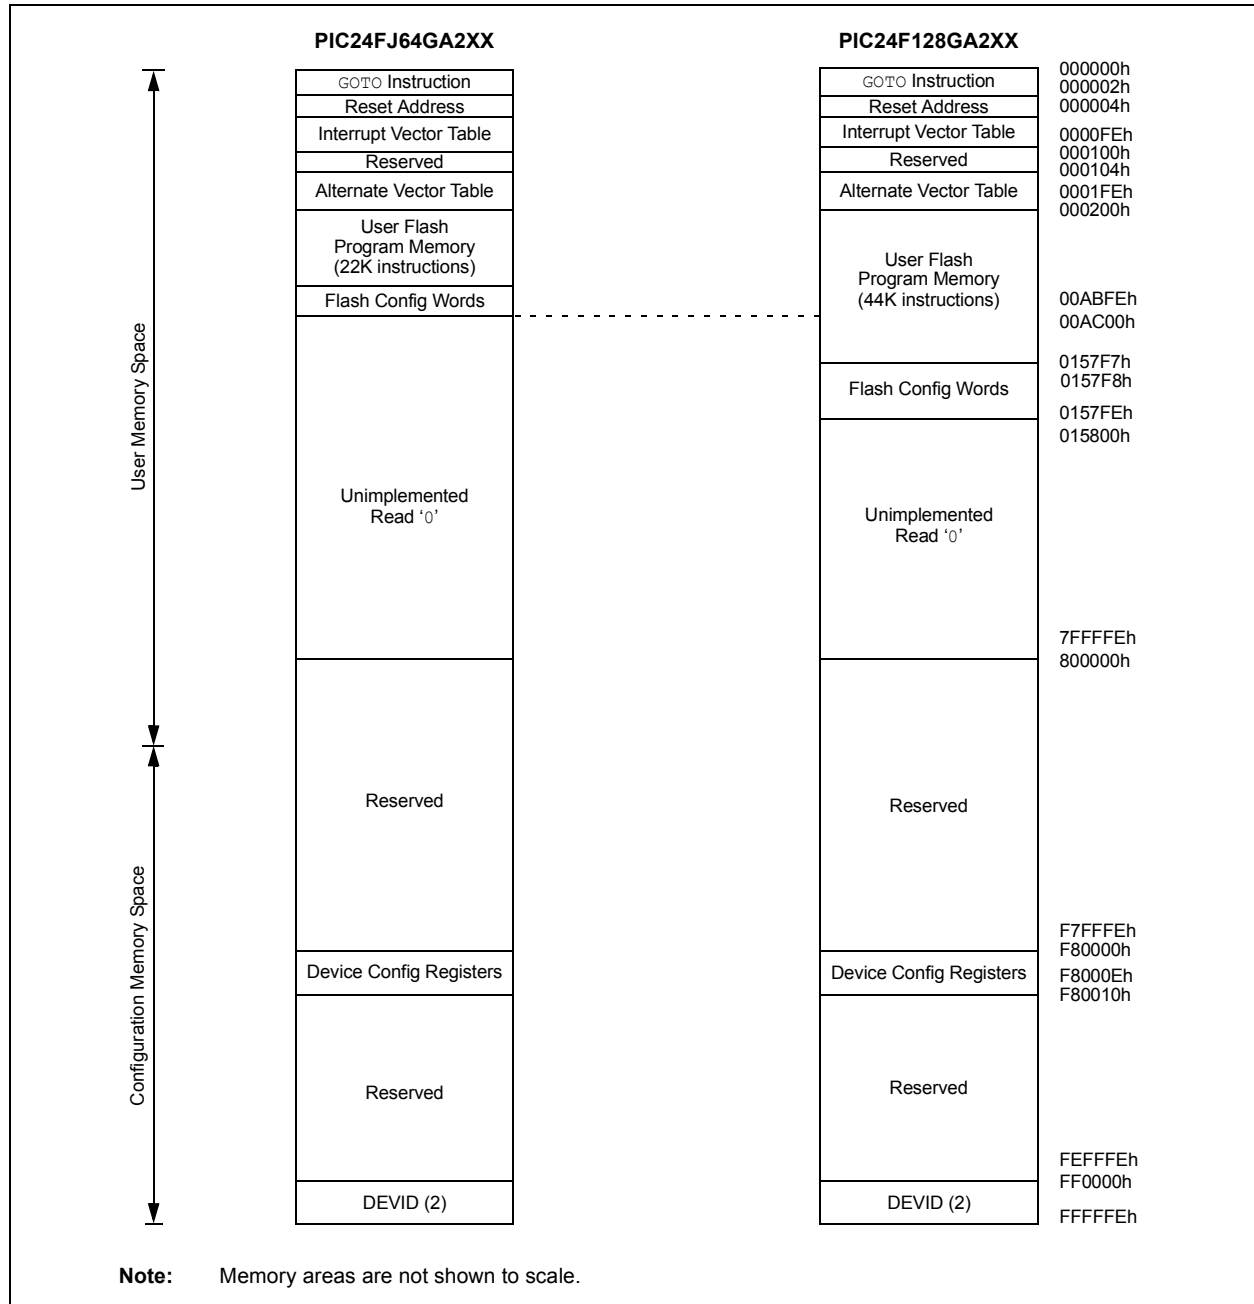 PIC24FJ64GA2XX
GOTO Instruction
Reset Address
Interrupt Vector Table
Reserved
Alternate Vector Table
User Flash
Program Memory
(22K instructions)
Flash Config Words
Unimplemented
Read ‘0’
Reserved
Device Config Registers
Reserved
DEVID (2)
PIC24F128GA2XX
GOTO Instruction
Reset Address
Interrupt Vector Table
Reserved
Alternate Vector Table
User Flash
Program Memory
(44K instructions)
Flash Config Words
Unimplemented
Read ‘0’
Reserved
Device Config Registers
Reserved
DEVID (2)
000000h
000002h
000004h
0000FEh
000100h
000104h
0001FEh
000200h
00ABFEh
00AC00h
0157F7h
0157F8h
0157FEh
015800h
7FFFFEh
800000h
F7FFFEh
F80000h
F8000Eh
F80010h
FEFFFEh
FF0000h
FFFFFEh
User Memory Space
Configuration Memory Space
Note: Memory areas are not shown to scale.